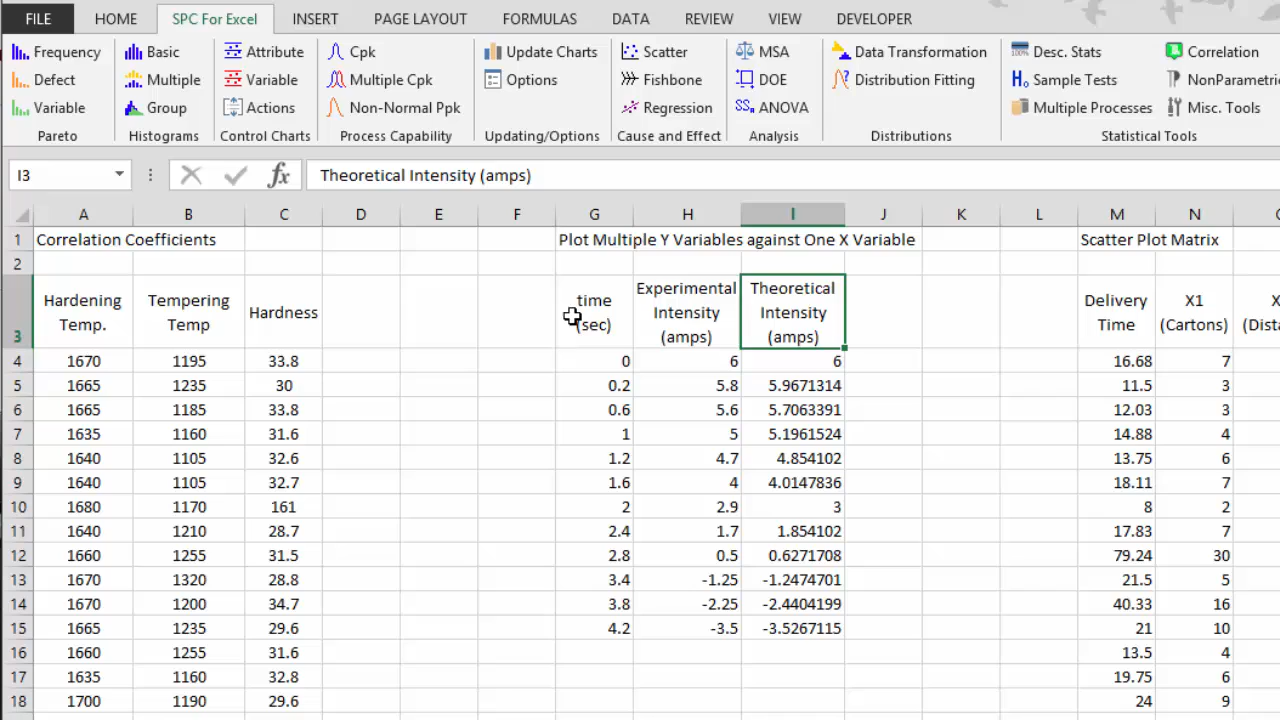 FILE HOME SPC For Excel INSERT PAGE LAYOUT FORMULAS DATA REVIEW VIEW DEVELOPER
Frequency Basic Attribute Cpk Update Charts Scatter MSA Data Transformation Desc. Stats Correlation
Defect Multiple Variable Multiple Cpk Options Fishbone DOE Distribution Fitting Sample Tests NonParametri
Variable Group Actions Non-Normal Ppk Regression ANOVA Multiple Processes Misc. Tools
Pareto Histograms Control Charts Process Capability Updating/Options Cause and Effect Analysis Distributions Statistical Tools
I3 fx Theoretical Intensity (amps)
A B C D E F G H I J K L M N
1 Correlation Coefficients Plot Multiple Y Variables against One X Variable Scatter Plot Matrix
2
Hardening Temp. Tempering Temp Hardness time (sec) Experimental Intensity (amps) Theoretical Intensity (amps) Delivery Time X1 (Cartons) X (Dista
3
4 1670 1195 33.8 0 6 6 16.68 7
5 1665 1235 30 0.2 5.8 5.9671314 11.5 3
6 1665 1185 33.8 0.6 5.6 5.7063391 12.03 3
7 1635 1160 31.6 1 5 5.1961524 14.88 4
8 1640 1105 32.6 1.2 4.7 4.854102 13.75 6
9 1640 1105 32.7 1.6 4 4.0147836 18.11 7
10 1680 1170 161 2 2.9 3 8 2
11 1640 1210 28.7 2.4 1.7 1.854102 17.83 7
12 1660 1255 31.5 2.8 0.5 0.6271708 79.24 30
13 1670 1320 28.8 3.4 -1.25 -1.2474701 21.5 5
14 1670 1200 34.7 3.8 -2.25 -2.4404199 40.33 16
15 1665 1235 29.6 4.2 -3.5 -3.5267115 21 10
16 1660 1255 31.6 13.5 4
17 1635 1160 32.8 19.75 6
18 1700 1190 29.6 24 9